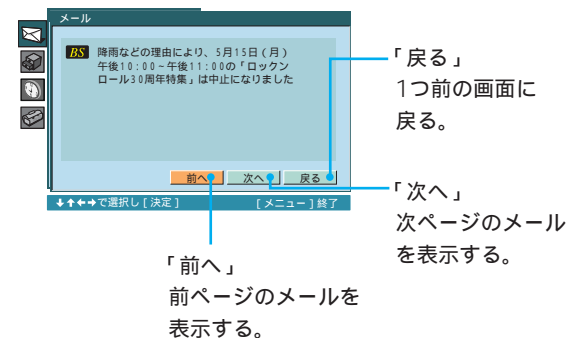 メール
BS 降雨などの理由により、5月15日(月)
午後10:00~午後11:00の「ロックン
ロール30周年特集」は中止になりました
前へ 次へ 戻る
↓↑←→で選択し[決定] [メニュー]終了
「戻る」
1つ前の画面に
戻る。
「次へ」
次ページのメール
を表示する。
「前へ」
前ページのメールを
表示する。